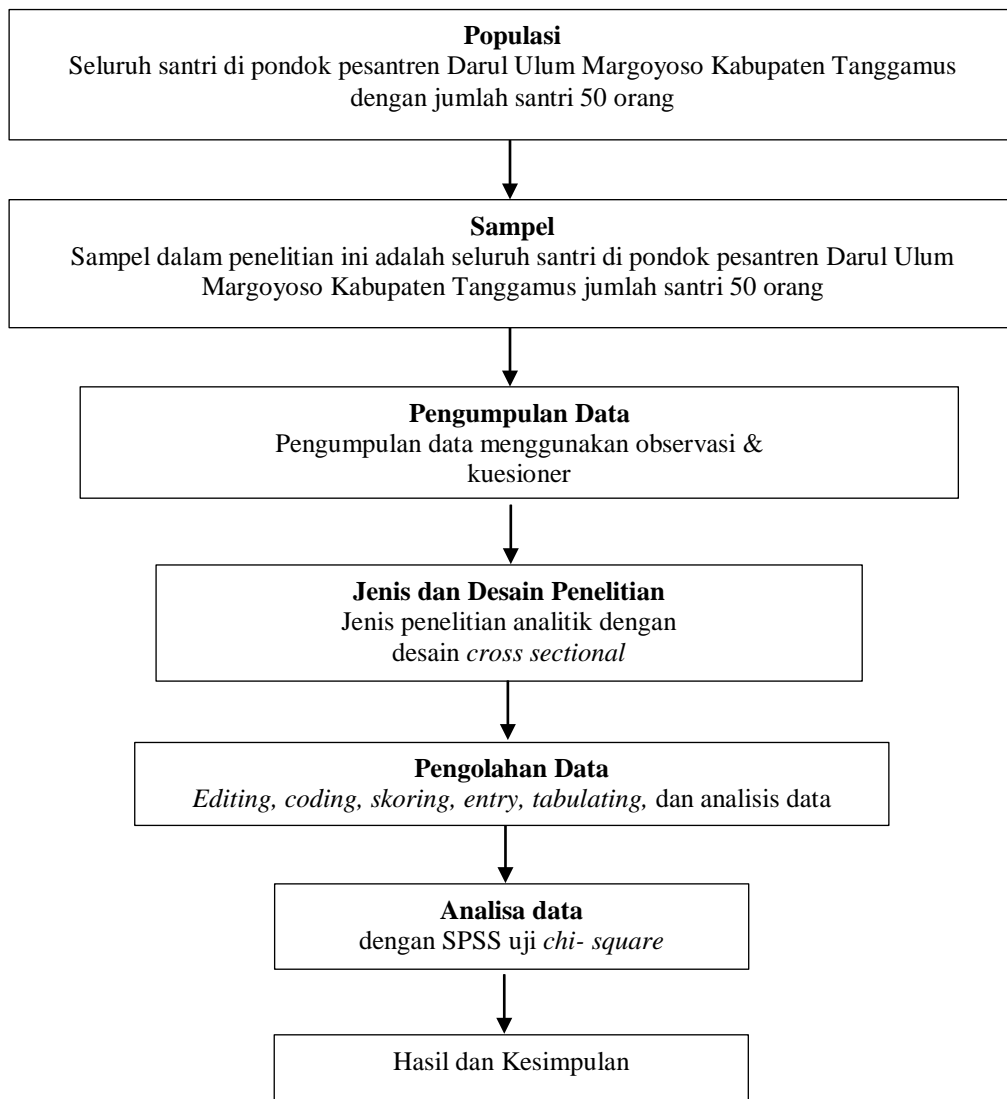 Populasi
Seluruh santri di pondok pesantren Darul Ulum Margoyoso Kabupaten Tanggamus
dengan jumlah santri 50 orang
Sampel
Sampel dalam penelitian ini adalah seluruh santri di pondok pesantren Darul Ulum
Margoyoso Kabupaten Tanggamus jumlah santri 50 orang
Pengumpulan Data
Pengumpulan data menggunakan observasi &
kuesioner
Jenis dan Desain Penelitian
Jenis penelitian analitik dengan
desain cross sectional
Pengolahan Data
Editing, coding, skoring, entry, tabulating, dan analisis data
Analisa data
dengan SPSS uji chi- square
Hasil dan Kesimpulan